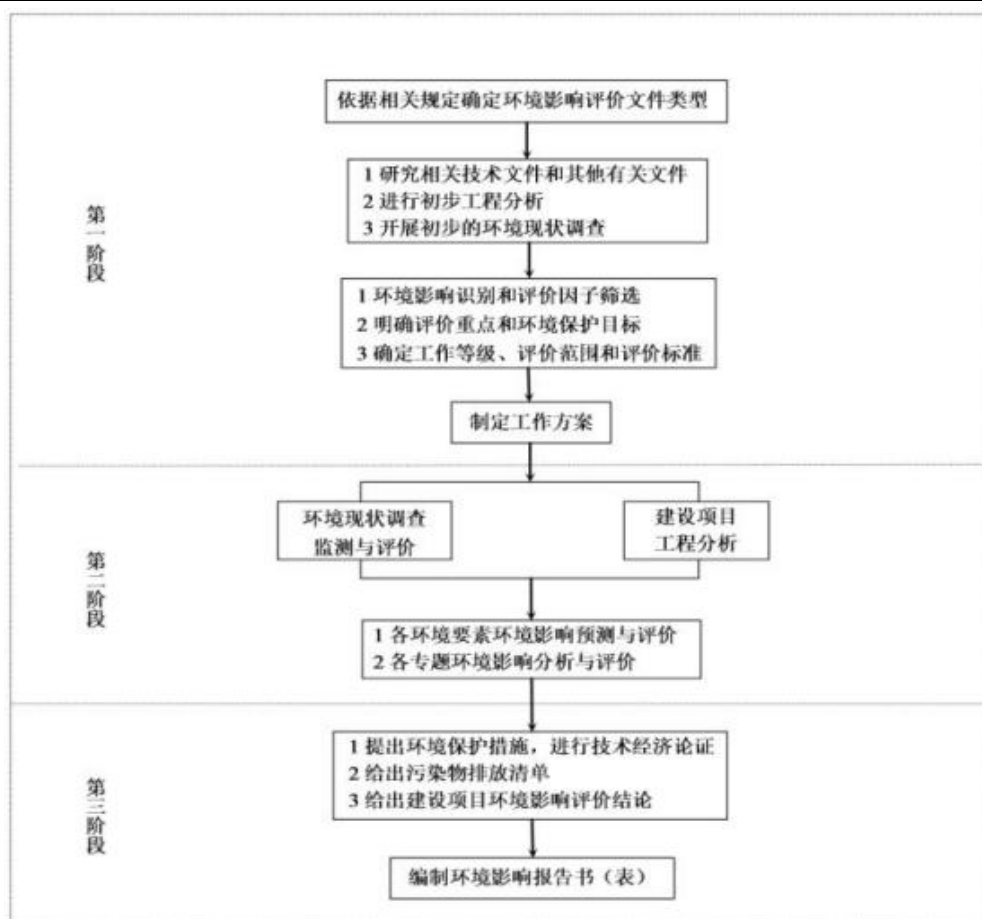 依据相关规定确定环境影响评价文件类型
1 研究相关技术文件和其他有关文件
2 进行初步工程分析
3 开展初步的环境现状调查
第一阶段
1 环境影响识别和评价因子筛选
2 明确评价重点和环境保护目标
3 确定工作等级、评价范围和评价标准
制定工作方案
环境现状调查
监测与评价
建设项目
工程分析
第二阶段
1 各环境要素环境影响预测与评价
2 各专题环境影响分析与评价
1 提出环境保护措施，进行技术经济论证
2 给出污染物排放清单
3 给出建设项目环境影响评价结论
第三阶段
编制环境影响报告书（表）